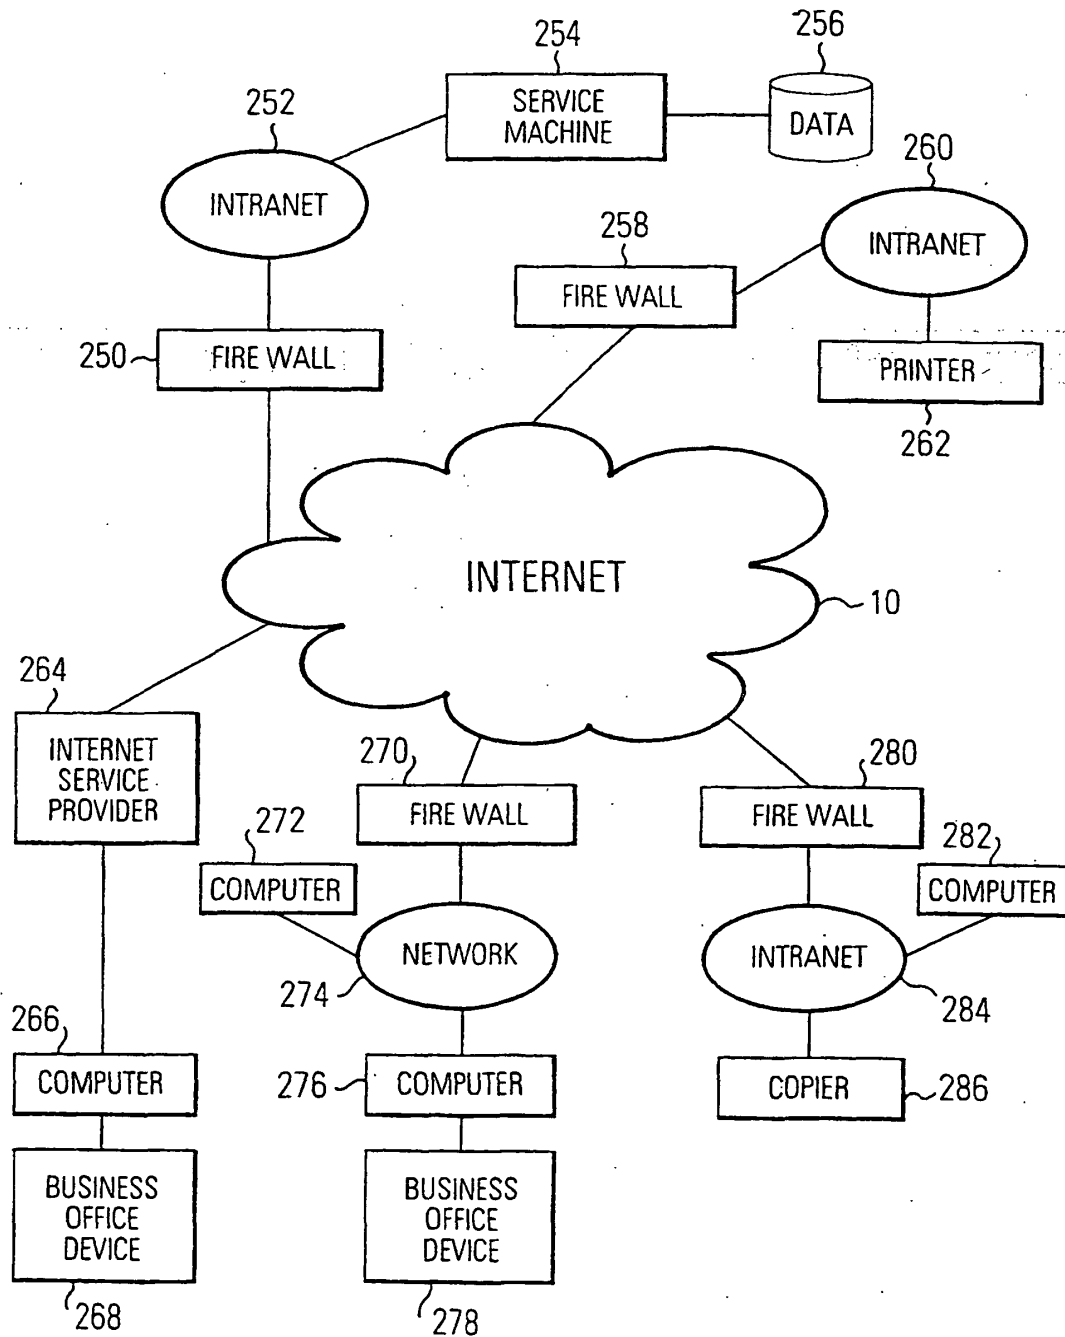 254
256
SERVICE
MACHINE
DATA
252
INTRANET
260
INTRANET
258
FIRE WALL
250
FIRE WALL
PRINTER
262
INTERNET
10
264
INTERNET
SERVICE
PROVIDER
270
FIRE WALL
280
FIRE WALL
272
COMPUTER
282
COMPUTER
NETWORK
274
INTRANET
284
266
COMPUTER
276
COMPUTER
COPIER
286
BUSINESS
OFFICE
DEVICE
268
BUSINESS
OFFICE
DEVICE
278